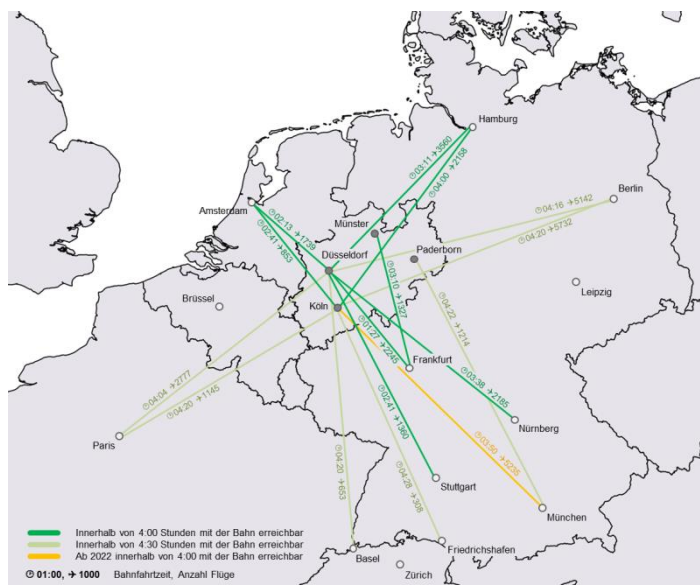 Hamburg
03:11 ✈3560
04:00 ✈2158
Berlin
04:16 ✈5142
04:20 ✈5732
Amsterdam
02:13 ✈1739
02:41 ✈853
Münster
Düsseldorf
Paderborn
03:10 ✈1327
Leipzig
Brüssel
Köln
04:22 ✈1214
01:27 ✈2245
Frankfurt
04:04 ✈2777
04:20 ✈1145
03:38 ✈2185
02:41 ✈1360
Nürnberg
Paris
04:20 ✈653
04:28 ✈308
03:50 ✈5235
Stuttgart
München
Innerhalb von 4:00 Stunden mit der Bahn erreichbar
Innerhalb von 4:30 Stunden mit der Bahn erreichbar
Ab 2022 innerhalb von 4:00 mit der Bahn erreichbar
Friedrichshafen
Basel
Zürich
01:00, ✈ 1000 Bahnfahrtzeit, Anzahl Flüge